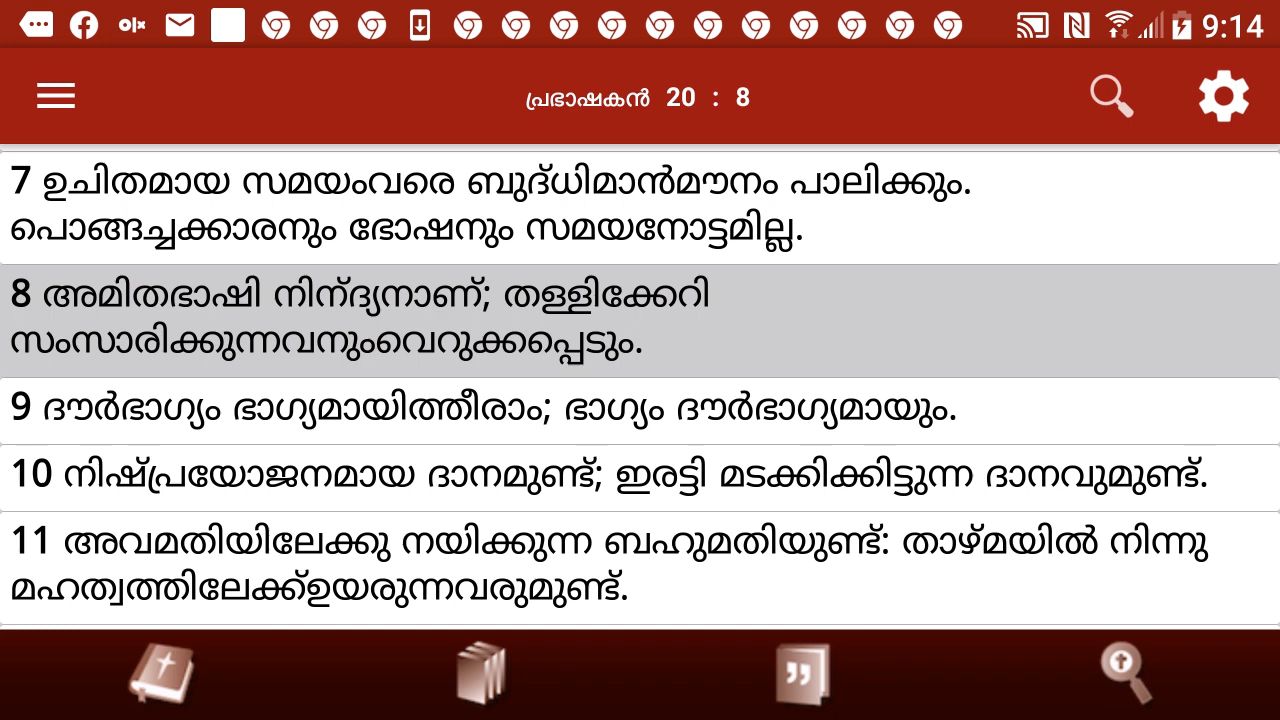 olx 9:14
പ്രഭാഷകൻ 20 : 8
7 ഉചിതമായ സമയംവരെ ബുദ്ധിമാൻമൗനം പാലിക്കും.
പൊങ്ങച്ചക്കാരനും ഭോഷനും സമയനോട്ടമില്ല.
8 അമിതഭാഷി നിന്ദ്യനാണ്; തള്ളിക്കേറി
സംസാരിക്കുന്നവനുംവെറുക്കപ്പെടും.
9 ദൗർഭാഗ്യം ഭാഗ്യമായിത്തീരാം; ഭാഗ്യം ദൗർഭാഗ്യമായും.
10 നിഷ്പ്രയോജനമായ ദാനമുണ്ട്; ഇരട്ടി മടക്കിക്കിട്ടുന്ന ദാനവുമുണ്ട്.
11 അവമതിയിലേക്കു നയിക്കുന്ന ബഹുമതിയുണ്ട്: താഴ്മയിൽ നിന്നു
മഹത്വത്തിലേക്ക്ഉയരുന്നവരുമുണ്ട്.